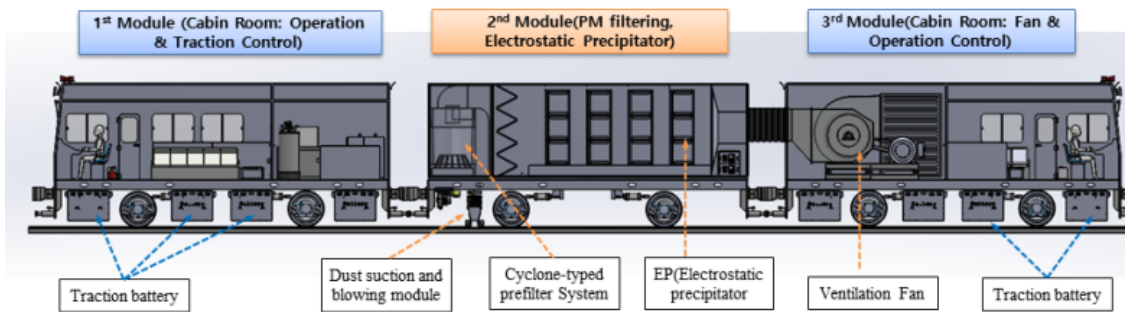 1st Module (Cabin Room: Operation
& Traction Control)
2nd Module(PM filtering,
Electrostatic Precipitator)
3rd Module(Cabin Room: Fan &
Operation Control)
Traction battery
Dust suction and
blowing module
Cyclone-typed
prefilter System
EP(Electrostatic
precipitator
Ventilation Fan
Traction battery